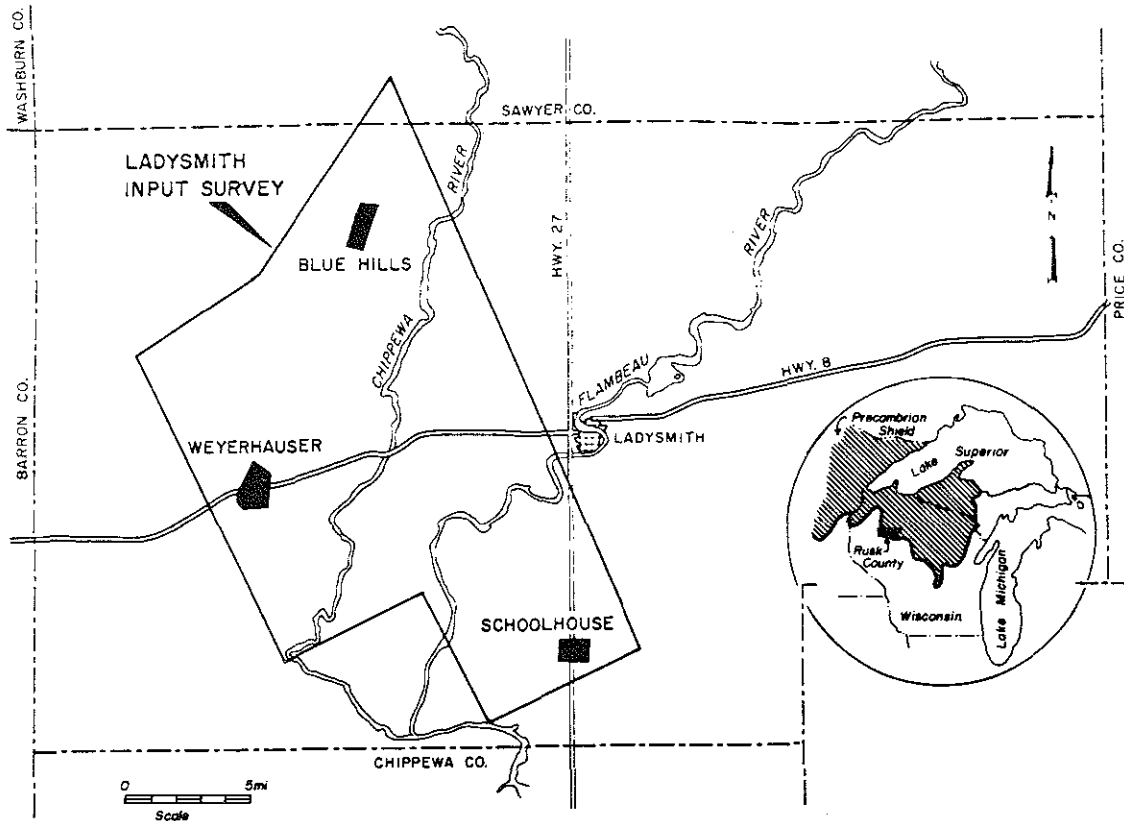 WASHBURN CO.
SAWYER CO.
LADYSMITH
INPUT SURVEY
RIVER
BLUE HILLS
HWY. 27
RIVER
N
PRICE CO.
CHIPPEWA
FLAMBEAU
HWY. 8
BARRON CO.
WEYERHAUSER
LADYSMITH
Precambrian
Shield
Lake Superior
Rusk
County
Wisconsin
Lake Michigan
SCHOOLHOUSE
CHIPPEWA CO.
0 5mi
Scale